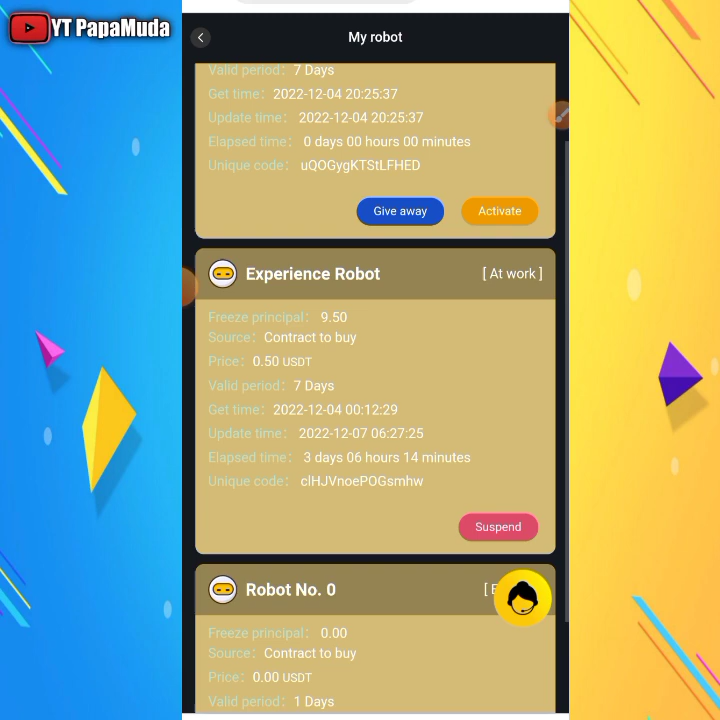 YT PapaMuda
My robot
Valid period: 7 Days
Get time: 2022-12-04 20:25:37
Update time: 2022-12-04 20:25:37
Elapsed time: 0 days 00 hours 00 minutes
Unique code: uQOGygKTStLFHED
Give away Activate
Experience Robot [ At work ]
Freeze principal: 9.50
Source: Contract to buy
Price: 0.50 USDT
Valid period: 7 Days
Get time: 2022-12-04 00:12:29
Update time: 2022-12-07 06:27:25
Elapsed time: 3 days 06 hours 14 minutes
Unique code: clHJVnoePOGsmhw
Suspend
Robot No. 0 [
Freeze principal: 0.00
Source: Contract to buy
Price: 0.00 USDT
Valid period: 1 Days